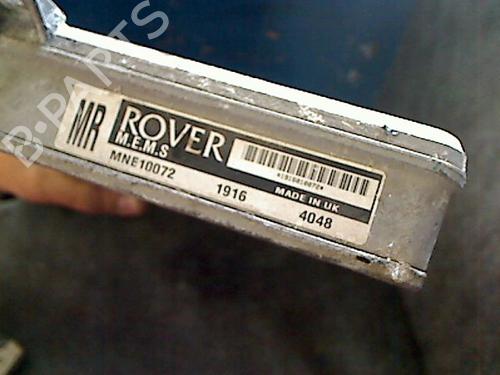 B-PARTS
MR
ROVER
M.E.M.S
MNE10072
1916
MADE IN UK
4048